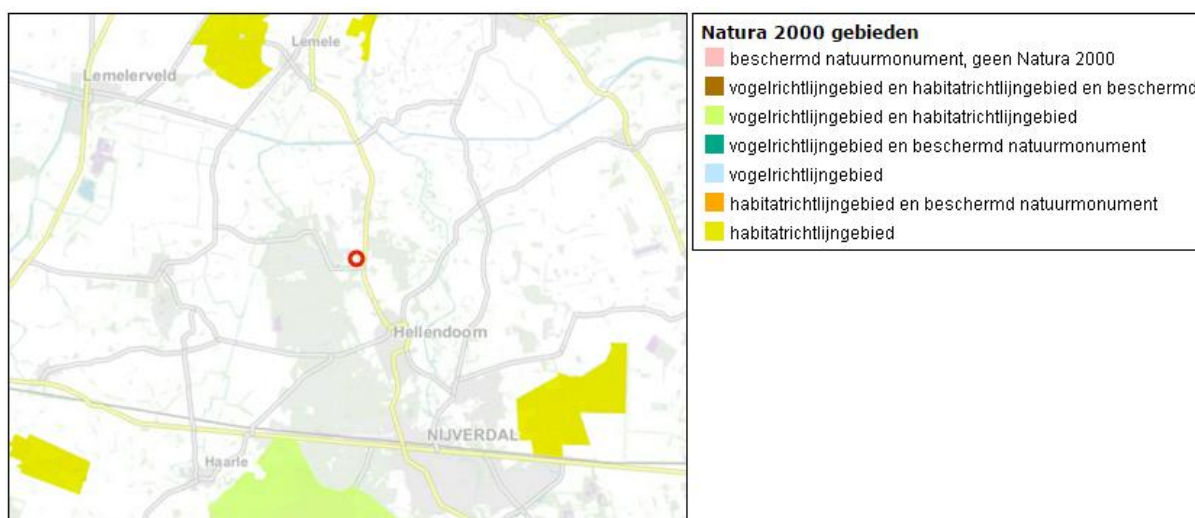 Lemele
Lemelerveld
Hellendoorn
NIJVERDAL
Haarle
Natura 2000 gebieden
beschermd natuurmonument, geen Natura 2000
vogelrichtlijngebied en habitatrichtlijngebied en beschermd
vogelrichtlijngebied en habitatrichtlijngebied
vogelrichtlijngebied en beschermd natuurmonument
vogelrichtlijngebied
habitatrichtlijngebied en beschermd natuurmonument
habitatrichtlijngebied